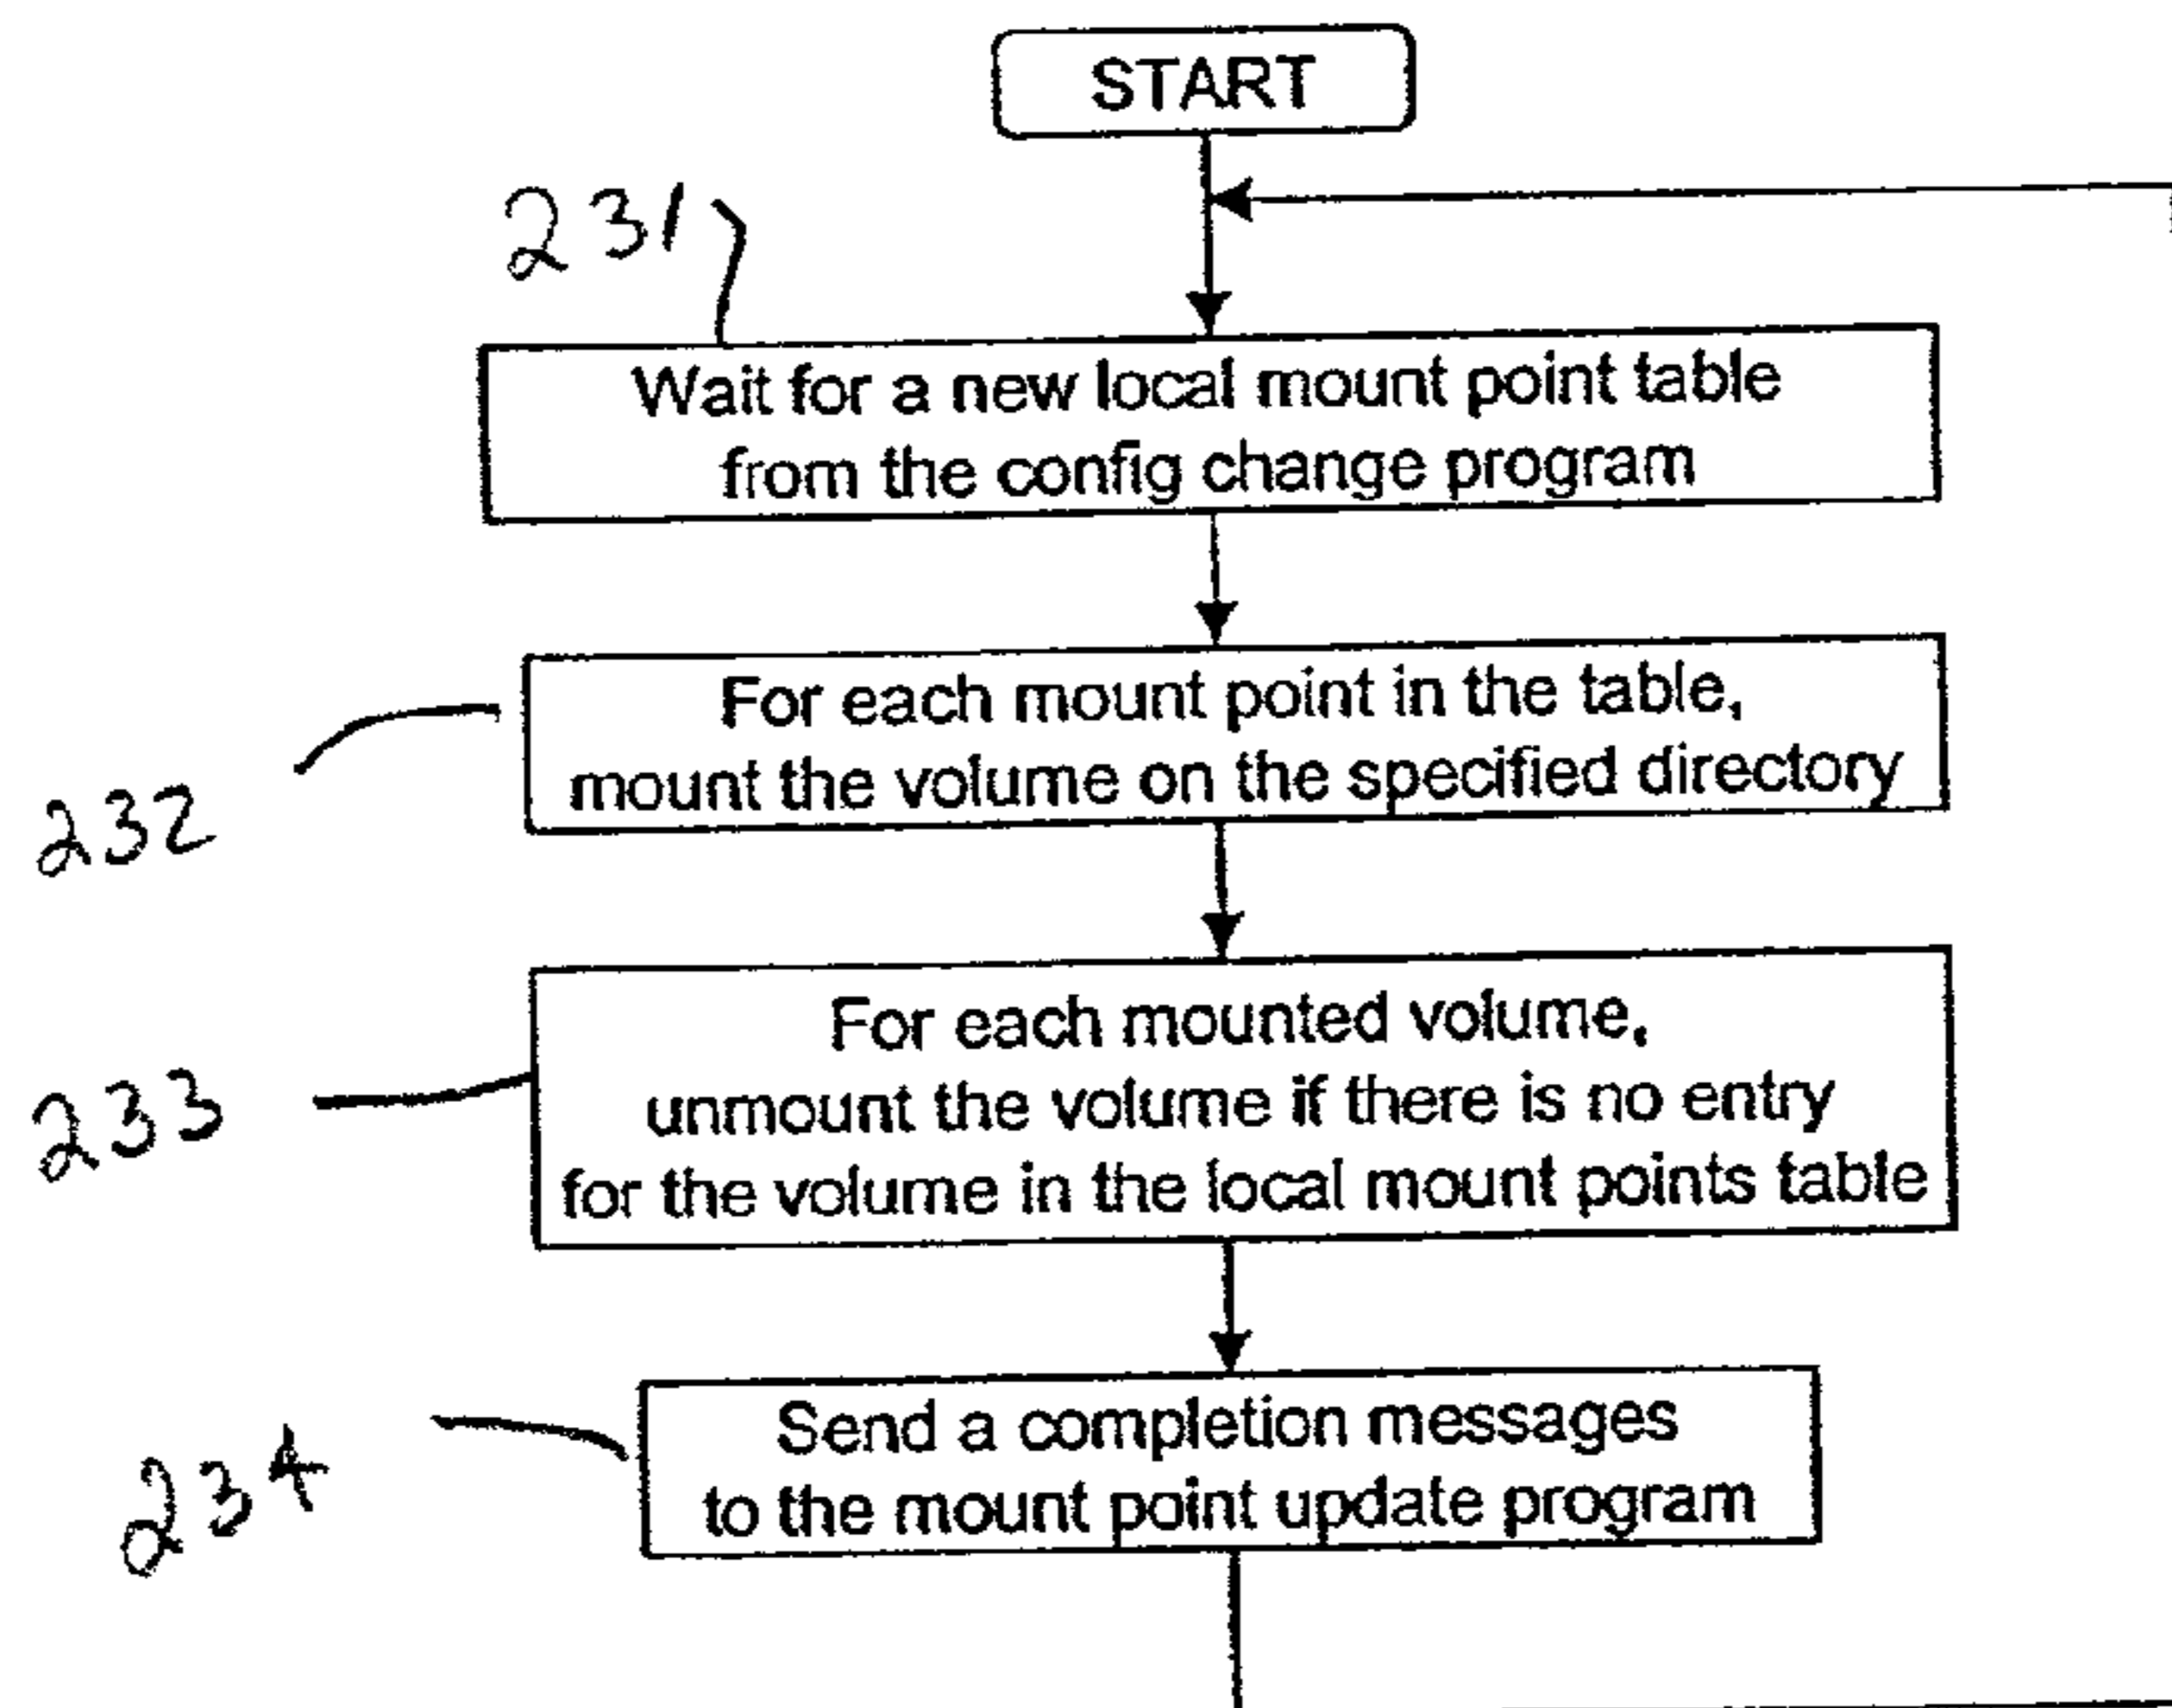 START
231
Wait for a new local mount point table
from the config change program
For each mount point in the table,
mount the volume on the specified directory
232
For each mounted volume,
unmount the volume if there is no entry
for the volume in the local mount points table
233
Send a completion messages
to the mount point update program
234